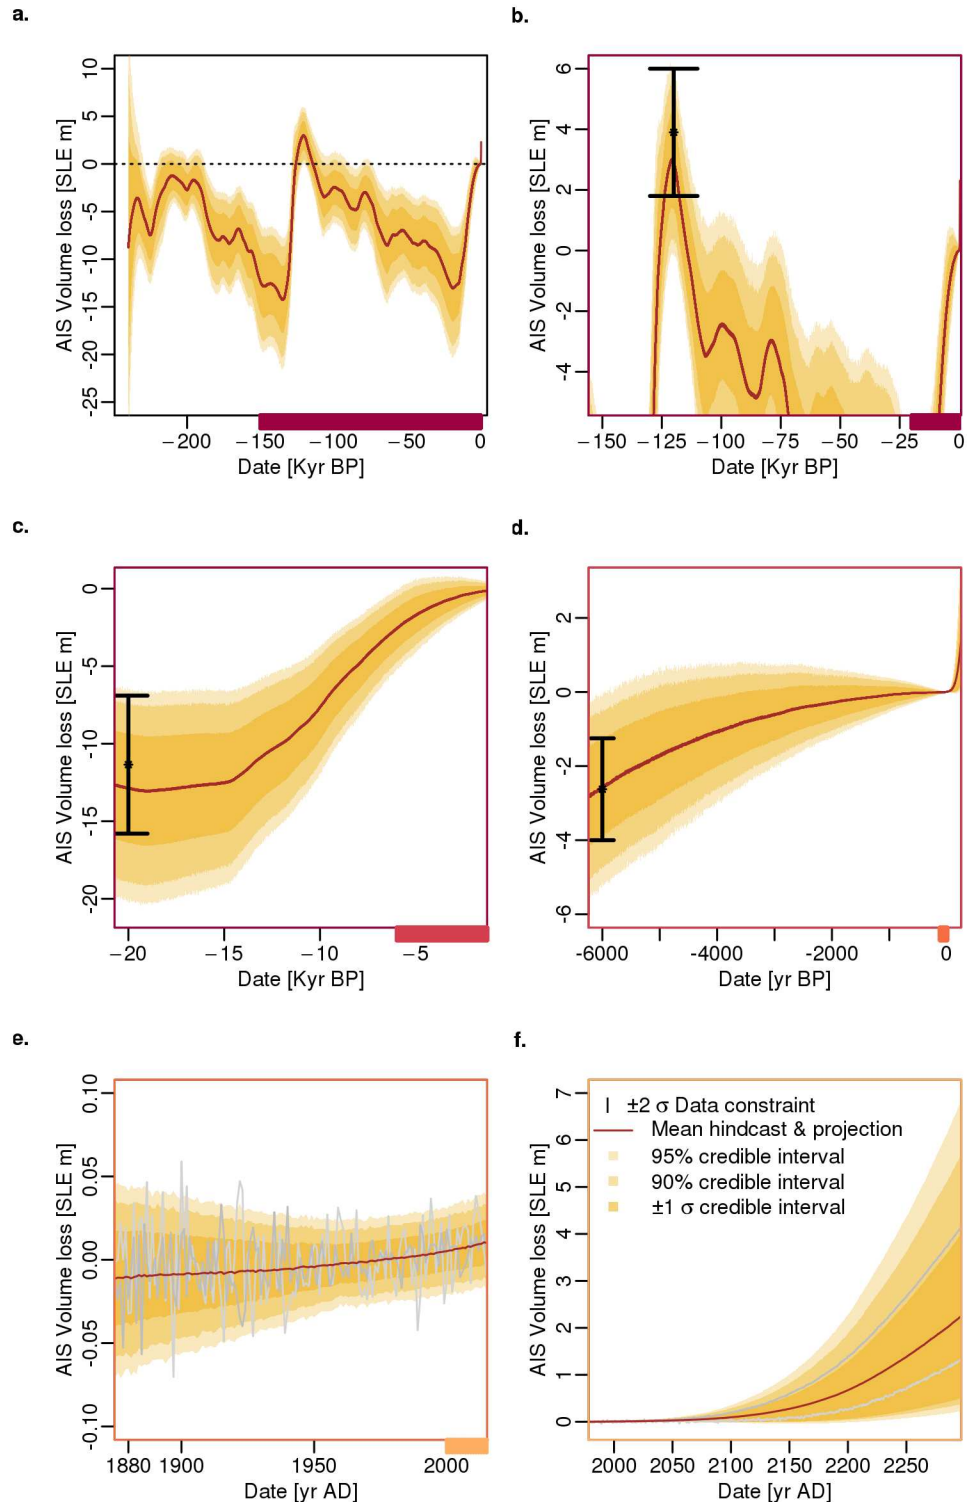 a.
AIS Volume loss [SLE m]
10
5
0
-5
-10
-15
-20
-25
−200
−150
−100
−50
0
Date [Kyr BP]
b.
AIS Volume loss [SLE m]
6
4
2
0
-2
-4
−150
−125
−100
−75
−50
−25
0
Date [Kyr BP]
c.
AIS Volume loss [SLE m]
0
-5
-10
-15
-20
−20
−15
−10
−5
Date [Kyr BP]
d.
AIS Volume loss [SLE m]
2
0
-2
-4
-6
-6000
-4000
-2000
0
Date [yr BP]
e.
AIS Volume loss [SLE m]
0.10
0.05
0.00
-0.05
-0.10
1880
1900
1950
2000
Date [yr AD]
f.
AIS Volume loss [SLE m]
7
6
5
4
3
2
1
0
±2 σ Data constraint
Mean hindcast & projection
95% credible interval
90% credible interval
±1 σ credible interval
2000
2050
2100
2150
2200
2250
Date [yr AD]